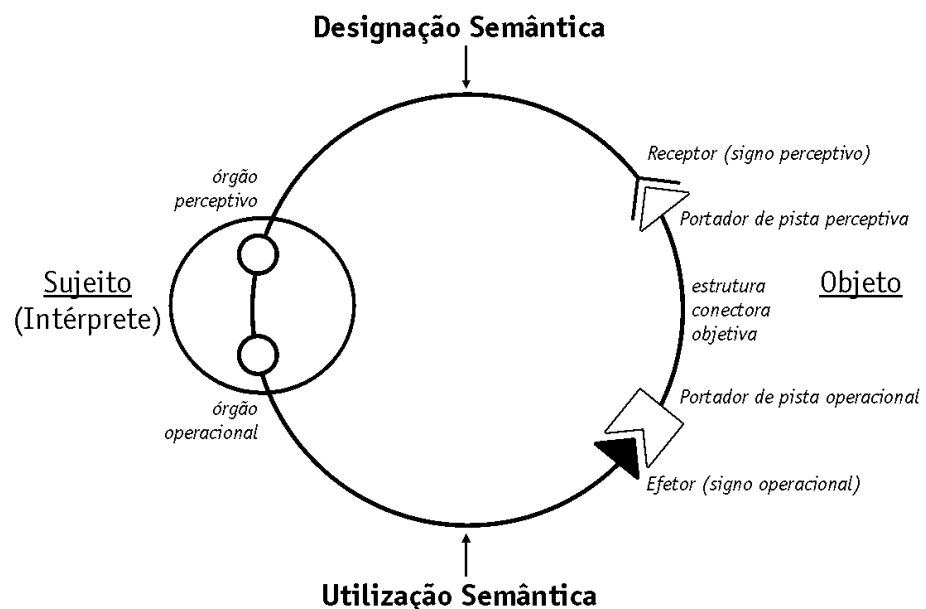 Designação Semântica
Receptor (signo perceptivo)
órgão
perceptivo
Portador de pista perceptiva
Sujeito
(Intérprete)
estrutura
conectora
objetiva
Objeto
Portador de pista operacional
órgão
operacional
Efetor (signo operacional)
Utilização Semântica